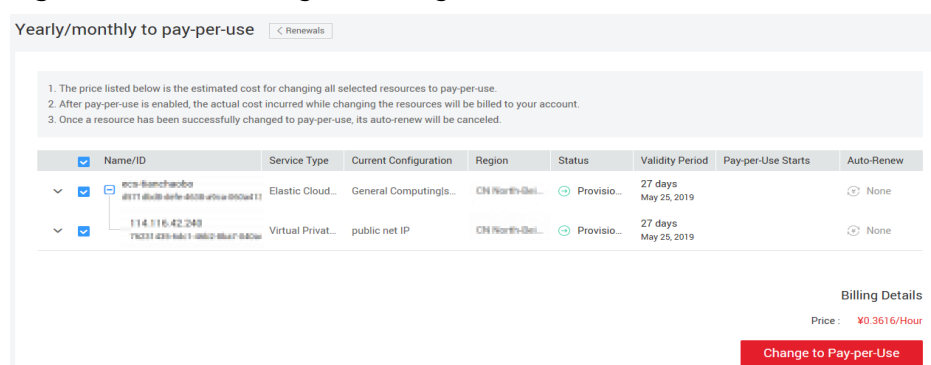 Yearly/monthly to pay-per-use < Renewals
1. The price listed below is the estimated cost for changing all selected resources to pay-per-use.
2. After pay-per-use is enabled, the actual cost incurred while changing the resources will be billed to your account.
3. Once a resource has been successfully changed to pay-per-use, its auto-renew will be canceled.
Name/ID Service Type Current Configuration Region Status Validity Period Pay-per-Use Starts Auto-Renew
Elastic Cloud... General Computing|s... CN North-Bei... Provisio... 27 days None
May 25, 2019
114.116.42.240 Virtual Privat... public net IP CN North-Bei... Provisio... 27 days None
May 25, 2019
Billing Details
Price : ¥0.3616/Hour
Change to Pay-per-Use